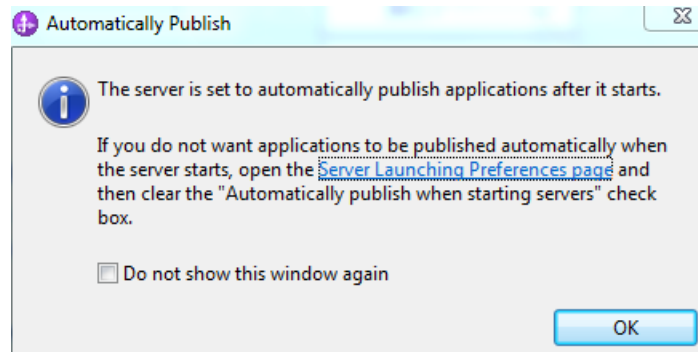 Automatically Publish
The server is set to automatically publish applications after it starts.
If you do not want applications to be published automatically when
the server starts, open the Server Launching Preferences page and
then clear the "Automatically publish when starting servers" check
box.
Do not show this window again
OK